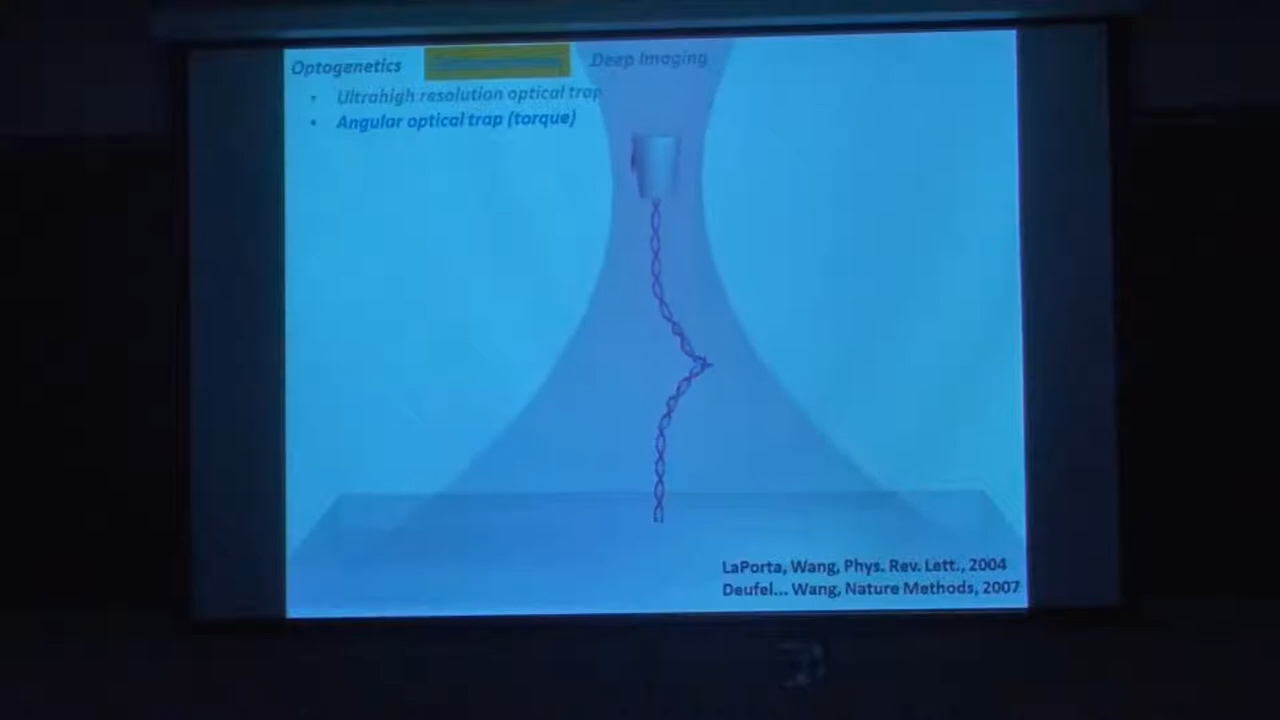 Optogenetics
Deep Imaging
• Ultrahigh resolution optical trap
• Angular optical trap (torque)
LaPorta, Wang, Phys. Rev. Lett., 2004
Deufel... Wang, Nature Methods, 2007